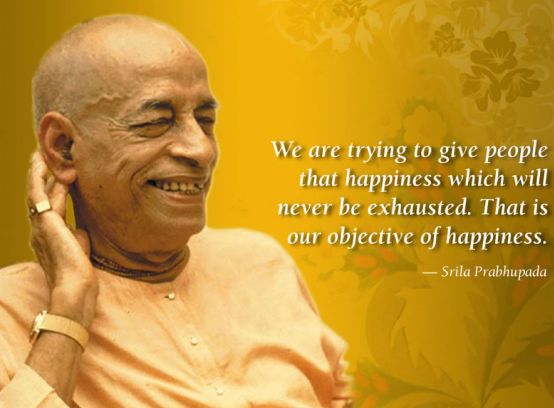 We are trying to give people
that happiness which will
never be exhausted. That is
our objective of happiness.
— Srila Prabhupada